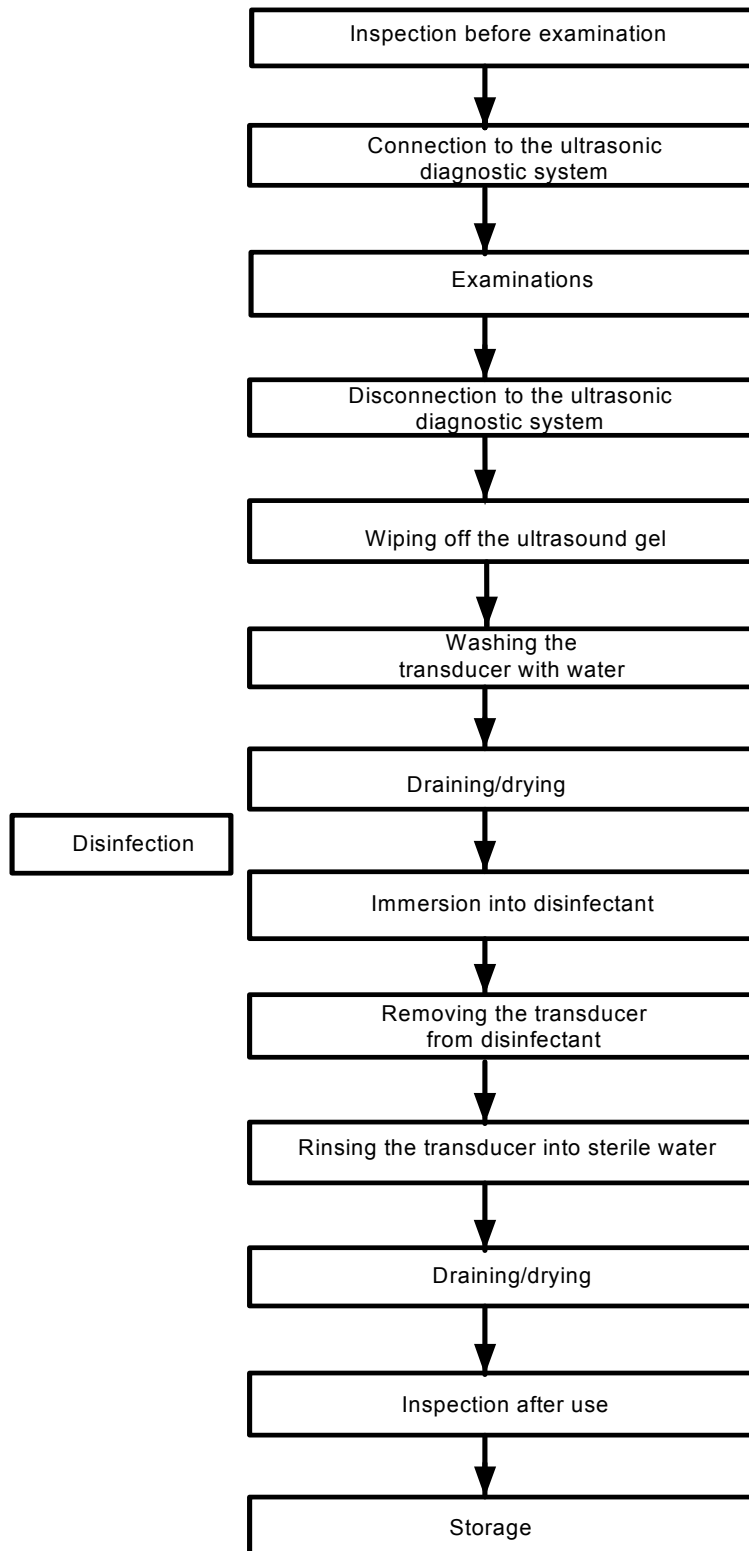 Inspection before examination
Connection to the ultrasonic
diagnostic system
Examinations
Disconnection to the ultrasonic
diagnostic system
Wiping off the ultrasound gel
Washing the
transducer with water
Draining/drying
Disinfection
Immersion into disinfectant
Removing the transducer
from disinfectant
Rinsing the transducer into sterile water
Draining/drying
Inspection after use
Storage